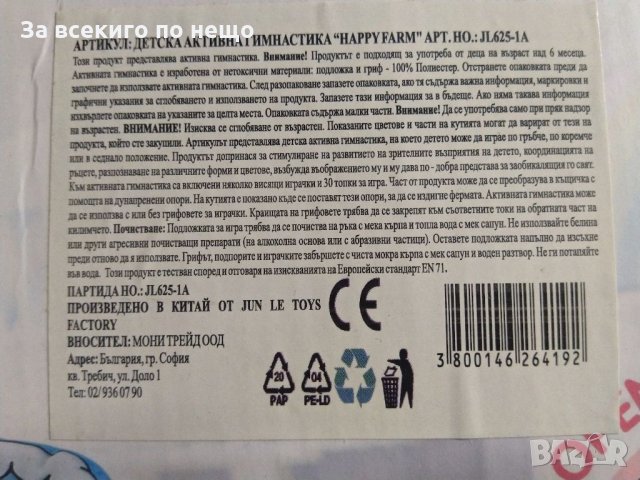 За всекиго по нещо
АРТИКУЛ: ДЕТСКА АКТИВНА ГИМНАСТИКА “HAPPY FARM” АРТ. НО.: JL625-1A
Този продукт представлява активна гимнастика. Внимание! Продуктът е подходящ за употреба от деца на възраст над 6 месеца.
Активната гимнастика е изработена от нетоксични материали: подложка и гриф - 100% Полиестер. Отстранете опаковката преди да
започнете да използвате активната гимнастика. След разопаковане запазете опаковката, ако тя съдържа важна информация, маркировки и
графични указания за сглобяването и използването на продукта. Запазете тази информация за в бъдеще. Ако няма такава информация
изхвърлете опаковката на указаните за целта места. Опаковката съдържа малки части. Внимание! Да се употребява само при пряк надзор
на възрастен. ВНИМАНИЕ! Изисква се сглобяване от възрастен. Показаните цветове и части на кутията могат да варират от тези на
продукта, който сте закупили. Артикулът представлява детска активна гимнастика, на което детето може да играе по гръбче, по коремче
или в седнало положение. Продуктът допринася за стимулиране на развитието на зрителните възприятия на детето, координацията на
ръцете, разпознаване на различните форми и цветове, възбужда въображението му и му дава по - добра представа за заобикалящия го свят.
Към активната гимнастика са включени няколко висящи играчки и 30 топки за игра. Част от продукта може да се преобразува в къщичка с
помощта на дунапренени опори. На кутията е показано къде се поставят тези опори, за да се издигне фермата. Активната гимнастика може
да се използва с или без грифовете за играчки. Краищата на грифовете трябва да се закрепят към съответните токи на обратната част на
килимчето. Почистване: Подложката за игра трябва да се почиства на ръка с мека кърпа и топла вода с мек сапун. Не използвайте белина
или други агресивни почистващи препарати (на алкохолна основа или с абразивни частици). Оставете подложката напълно да изсъхне
преди отново да я използвате. Грифът, подпорите и играчките забършете с чиста мокра кърпа с мек сапун и воден разтвор. Не ги потапяйте
във вода. Този продукт е тестван според и отговаря на изискванията на Европейски стандарт EN 71.
ПАРТИДА НО.: JL625-1A
ПРОИЗВЕДЕНО В КИТАЙ ОТ JUN LE TOYS
FACTORY
ВНОСИТЕЛ: МОНИ ТРЕЙД ООД
Адрес: България, гр. София
кв. Требич, ул. Доло 1
Тел: 02/ 936 07 90
CE
20
PAP
04
PE-LD
3 800146 264192
BAZAR